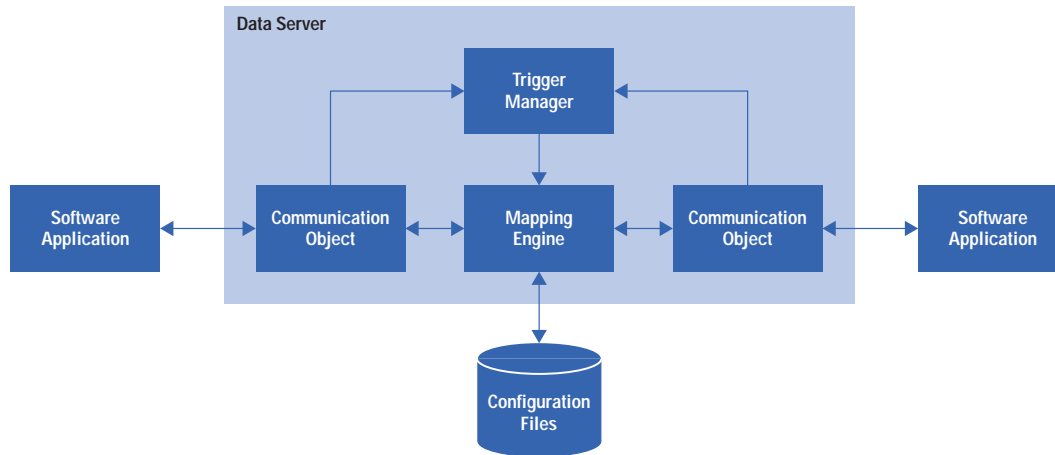 Data Server
Trigger
Manager
Software
Application
Communication
Object
Mapping
Engine
Communication
Object
Software
Application
Configuration
Files